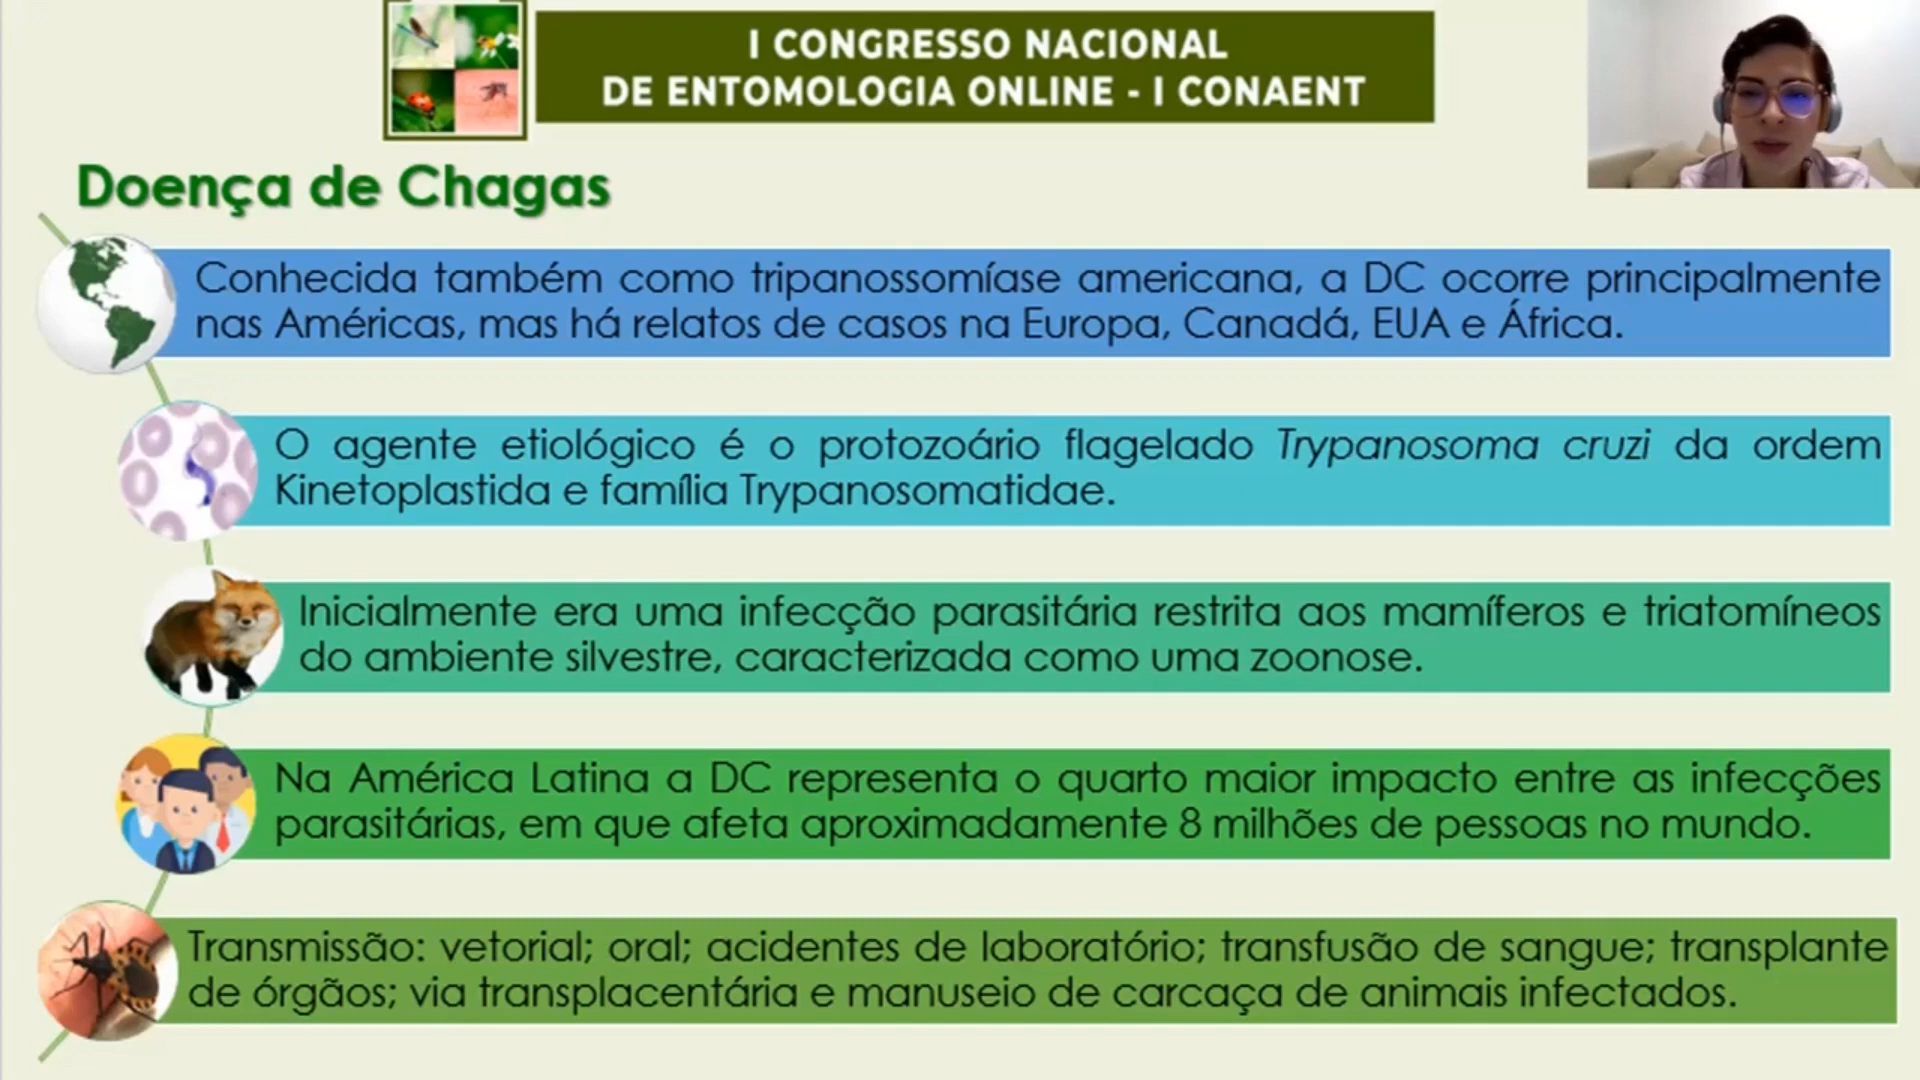 I CONGRESSO NACIONAL
DE ENTOMOLOGIA ONLINE - I CONAENT
Doença de Chagas
Conhecida também como tripanossomíase americana, a DC ocorre principalmente
nas Américas, mas há relatos de casos na Europa, Canadá, EUA e África.
O agente etiológico é o protozoário flagelado Trypanosoma cruzi da ordem
Kinetoplastida e família Trypanosomatidae.
Inicialmente era uma infecção parasitária restrita aos mamíferos e triatomíneos
do ambiente silvestre, caracterizada como uma zoonose.
Na América Latina a DC representa o quarto maior impacto entre as infecções
parasitárias, em que afeta aproximadamente 8 milhões de pessoas no mundo.
Transmissão: vetorial; oral; acidentes de laboratório; transfusão de sangue; transplante
de órgãos; via transplacentária e manuseio de carcaça de animais infectados.